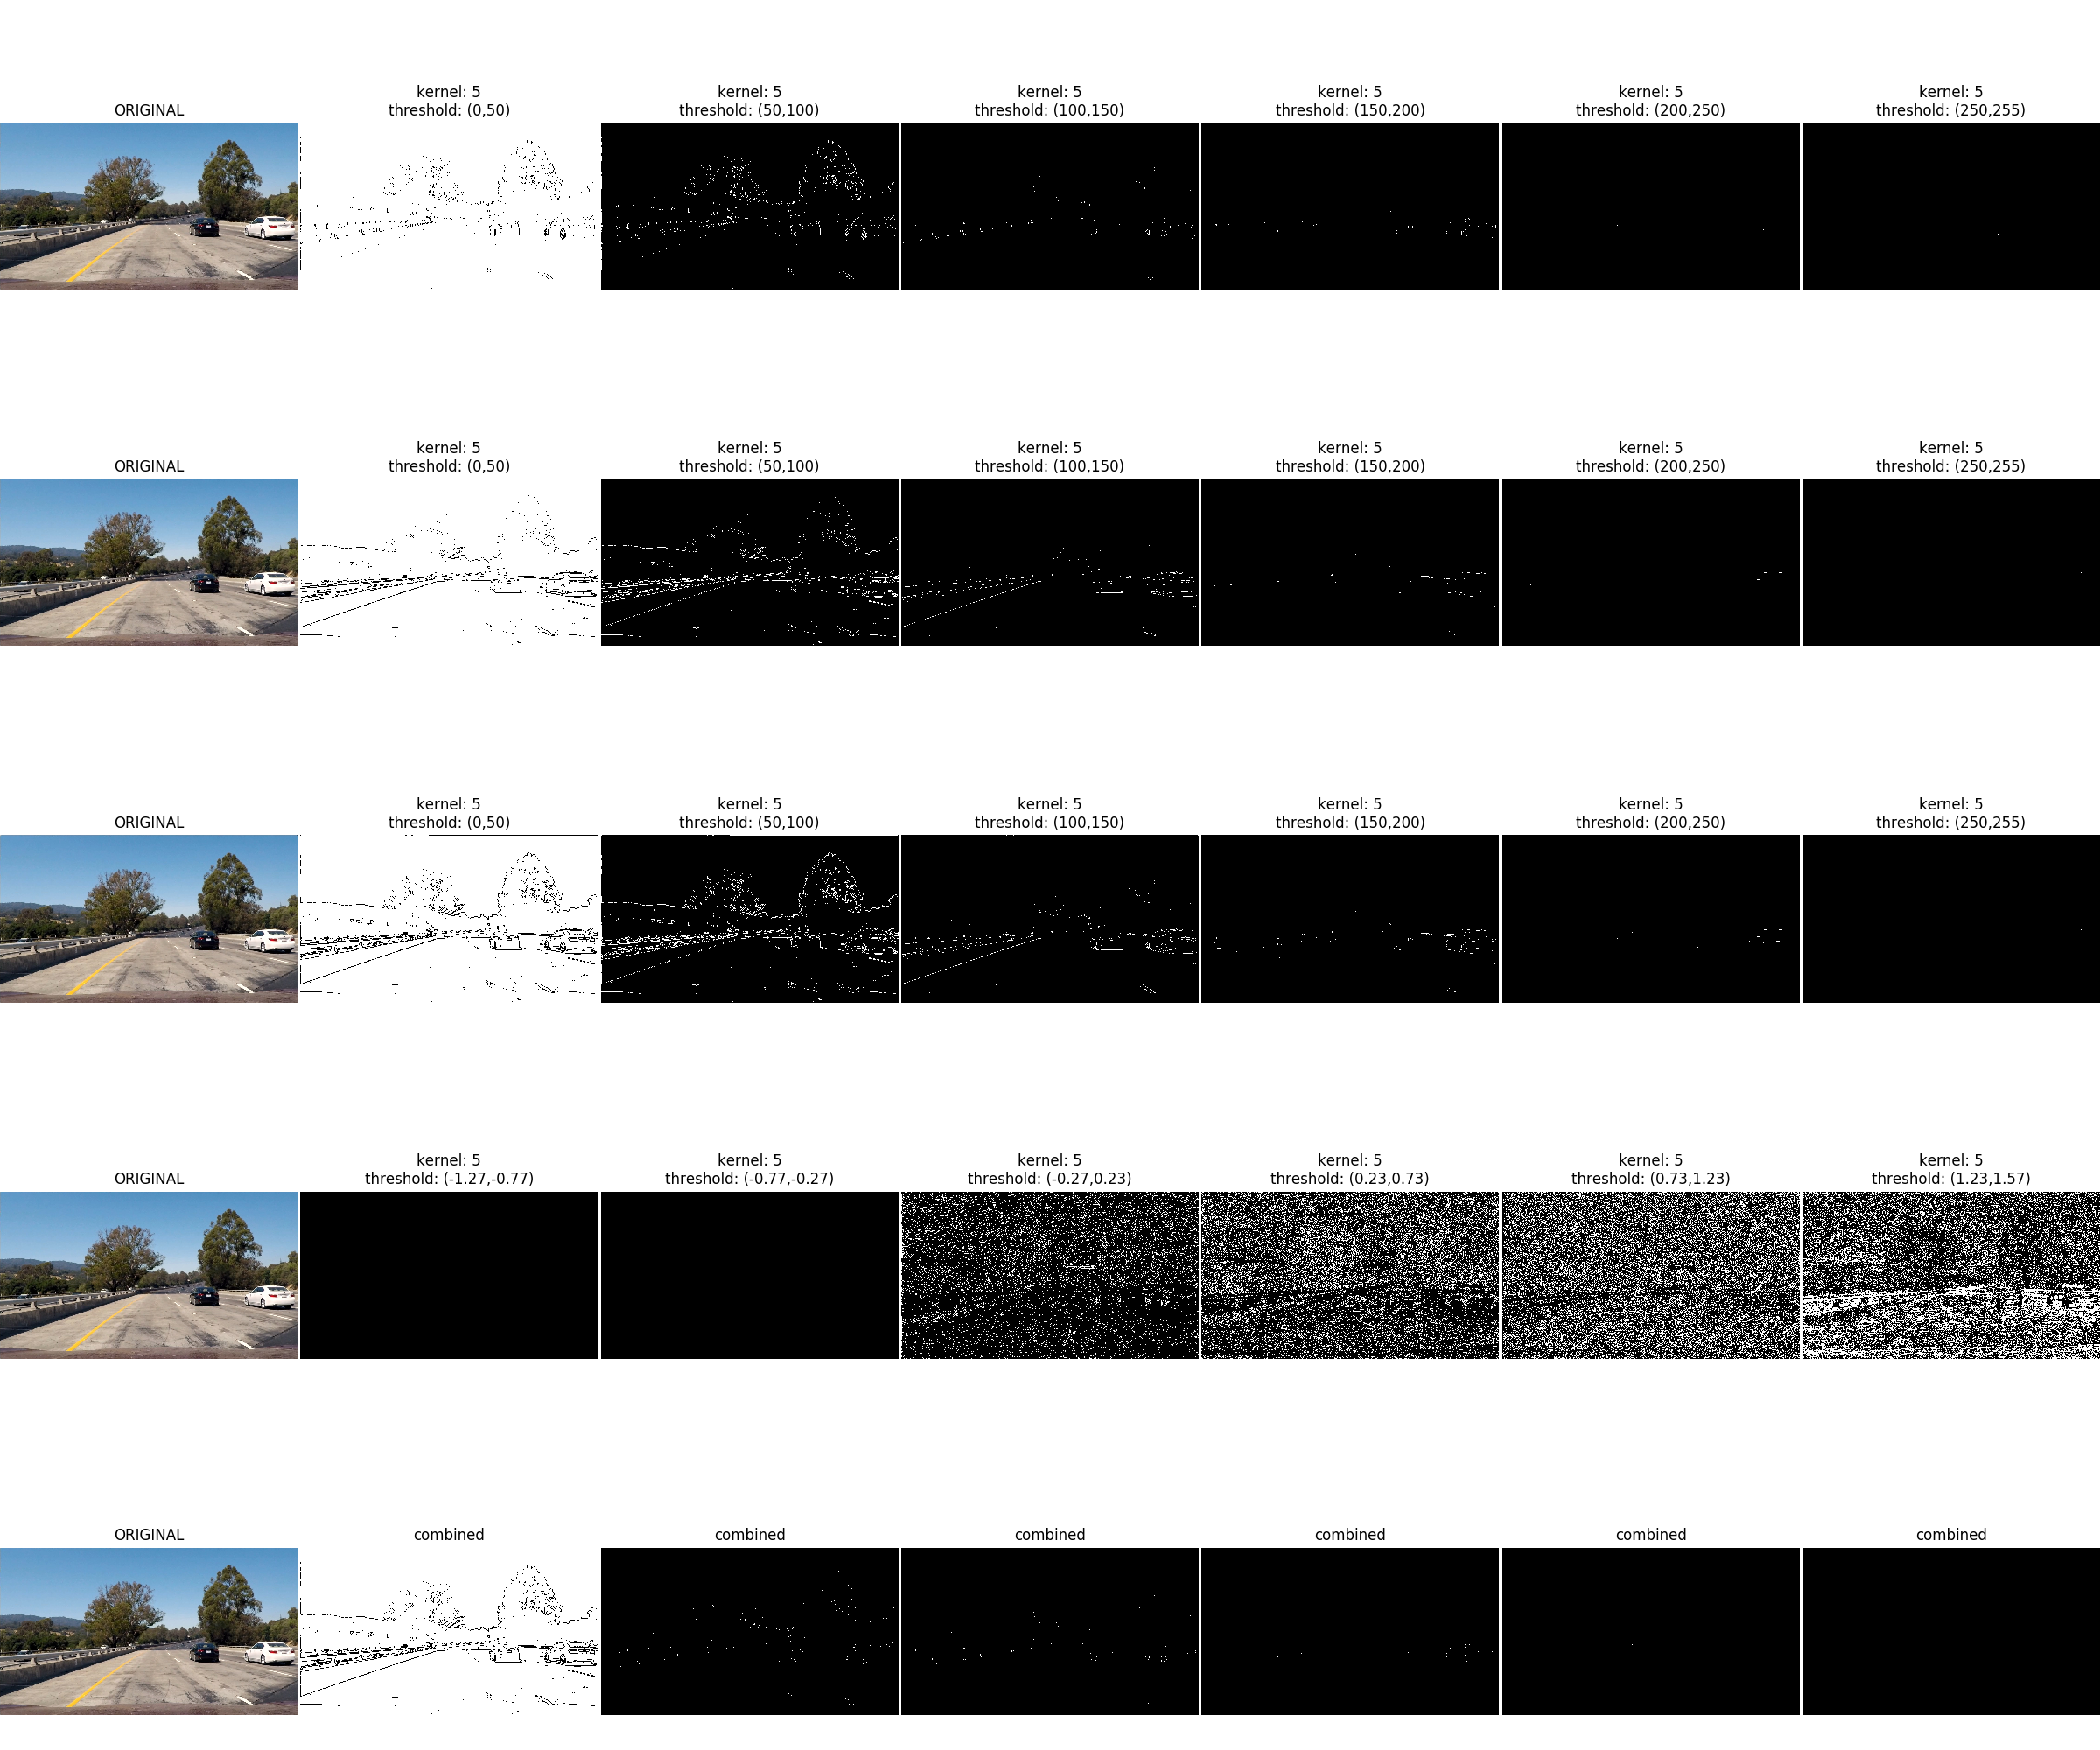 ORIGINAL
kernel: 5
threshold: (0,50)
kernel: 5
threshold: (50,100)
kernel: 5
threshold: (100,150)
kernel: 5
threshold: (150,200)
kernel: 5
threshold: (200,250)
kernel: 5
threshold: (250,255)
ORIGINAL
kernel: 5
threshold: (0,50)
kernel: 5
threshold: (50,100)
kernel: 5
threshold: (100,150)
kernel: 5
threshold: (150,200)
kernel: 5
threshold: (200,250)
kernel: 5
threshold: (250,255)
ORIGINAL
kernel: 5
threshold: (0,50)
kernel: 5
threshold: (50,100)
kernel: 5
threshold: (100,150)
kernel: 5
threshold: (150,200)
kernel: 5
threshold: (200,250)
kernel: 5
threshold: (250,255)
ORIGINAL
kernel: 5
threshold: (-1.27,-0.77)
kernel: 5
threshold: (-0.77,-0.27)
kernel: 5
threshold: (-0.27,0.23)
kernel: 5
threshold: (0.23,0.73)
kernel: 5
threshold: (0.73,1.23)
kernel: 5
threshold: (1.23,1.57)
ORIGINAL
combined
combined
combined
combined
combined
combined